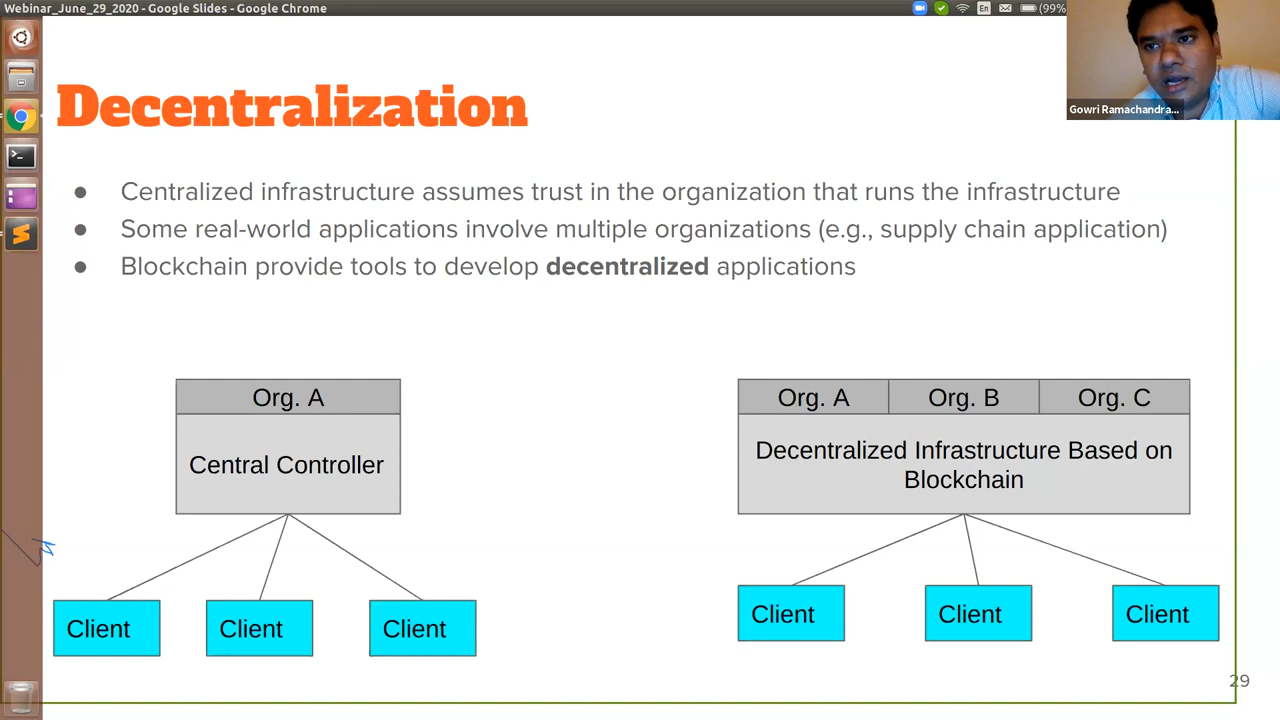 Webinar_June_29_2020 - Google Slides - Google Chrome
En
(99%
Gowri Ramachandra...
Decentralization
● Centralized infrastructure assumes trust in the organization that runs the infrastructure
● Some real-world applications involve multiple organizations (e.g., supply chain application)
● Blockchain provide tools to develop decentralized applications
Org. A
Central Controller
Client
Client
Client
Org. A
Org. B
Org. C
Decentralized Infrastructure Based on
Blockchain
Client
Client
Client
29